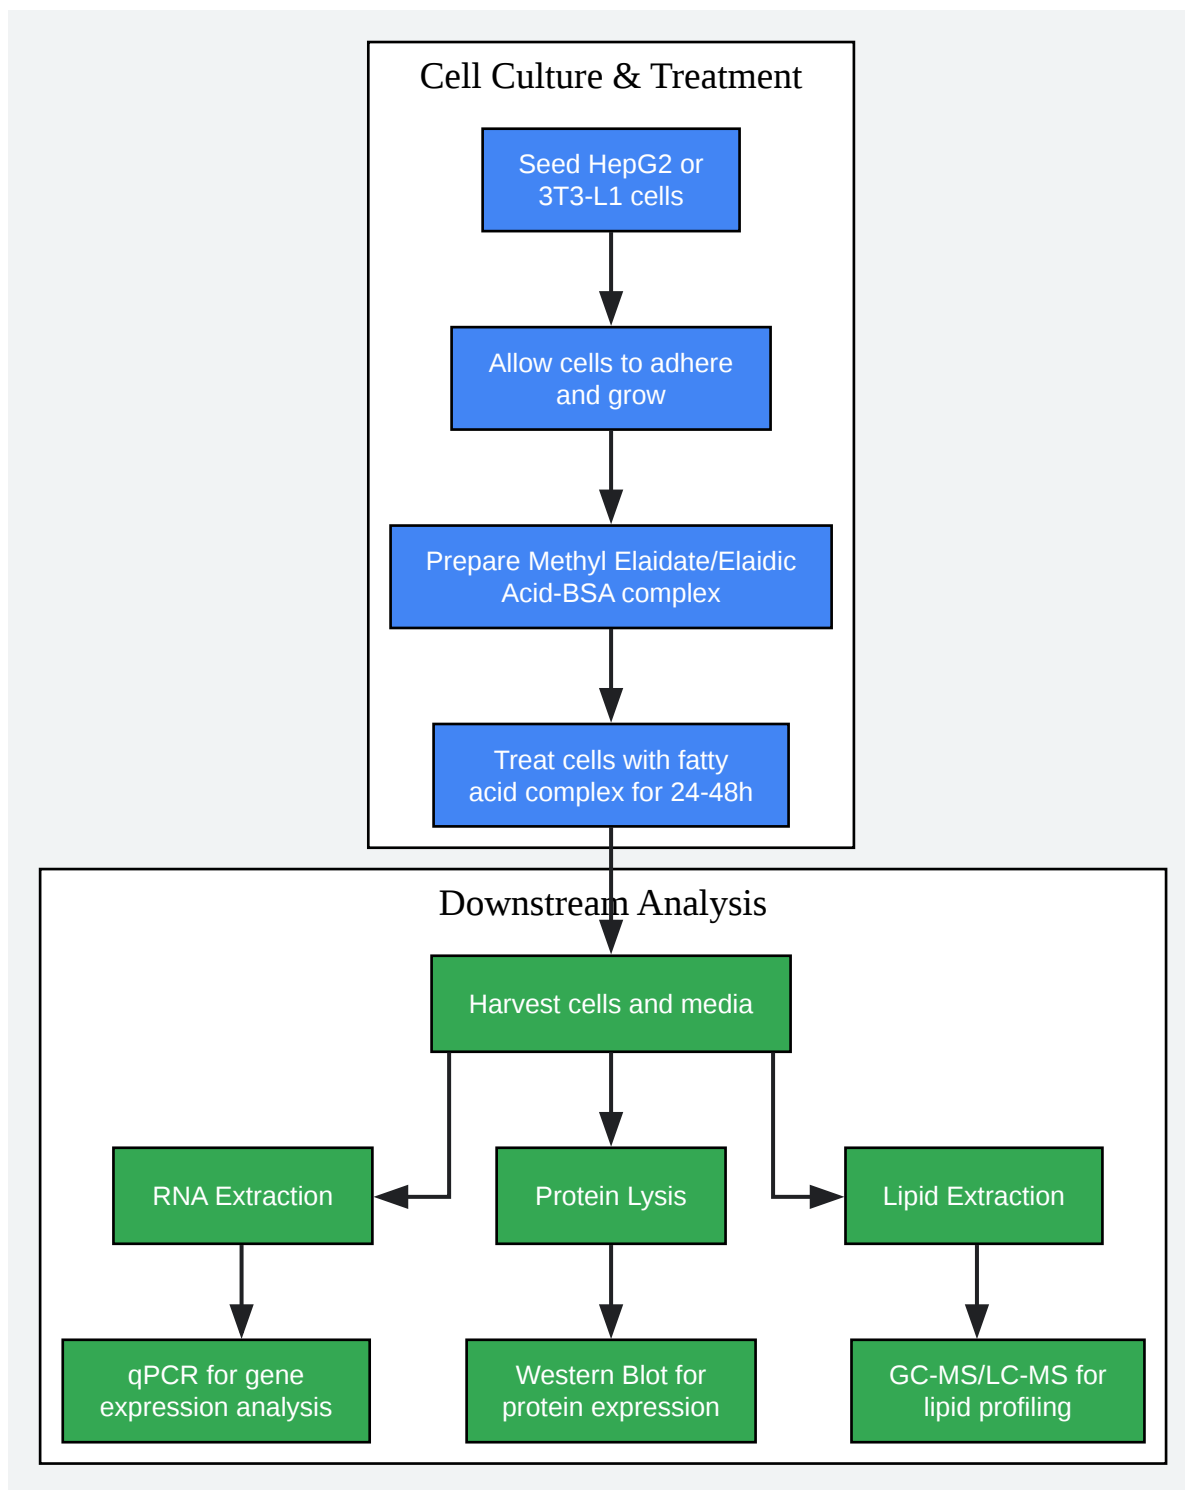 Cell Culture & Treatment
Seed HepG2 or
3T3-L1 cells
Allow cells to adhere
and grow
Prepare Methyl Elaidate/Elaidic
Acid-BSA complex
Treat cells with fatty
acid complex for 24-48h
Downstream Analysis
Harvest cells and media
RNA Extraction
Protein Lysis
Lipid Extraction
qPCR for gene
expression analysis
Western Blot for
protein expression
GC-MS/LC-MS for
lipid profiling